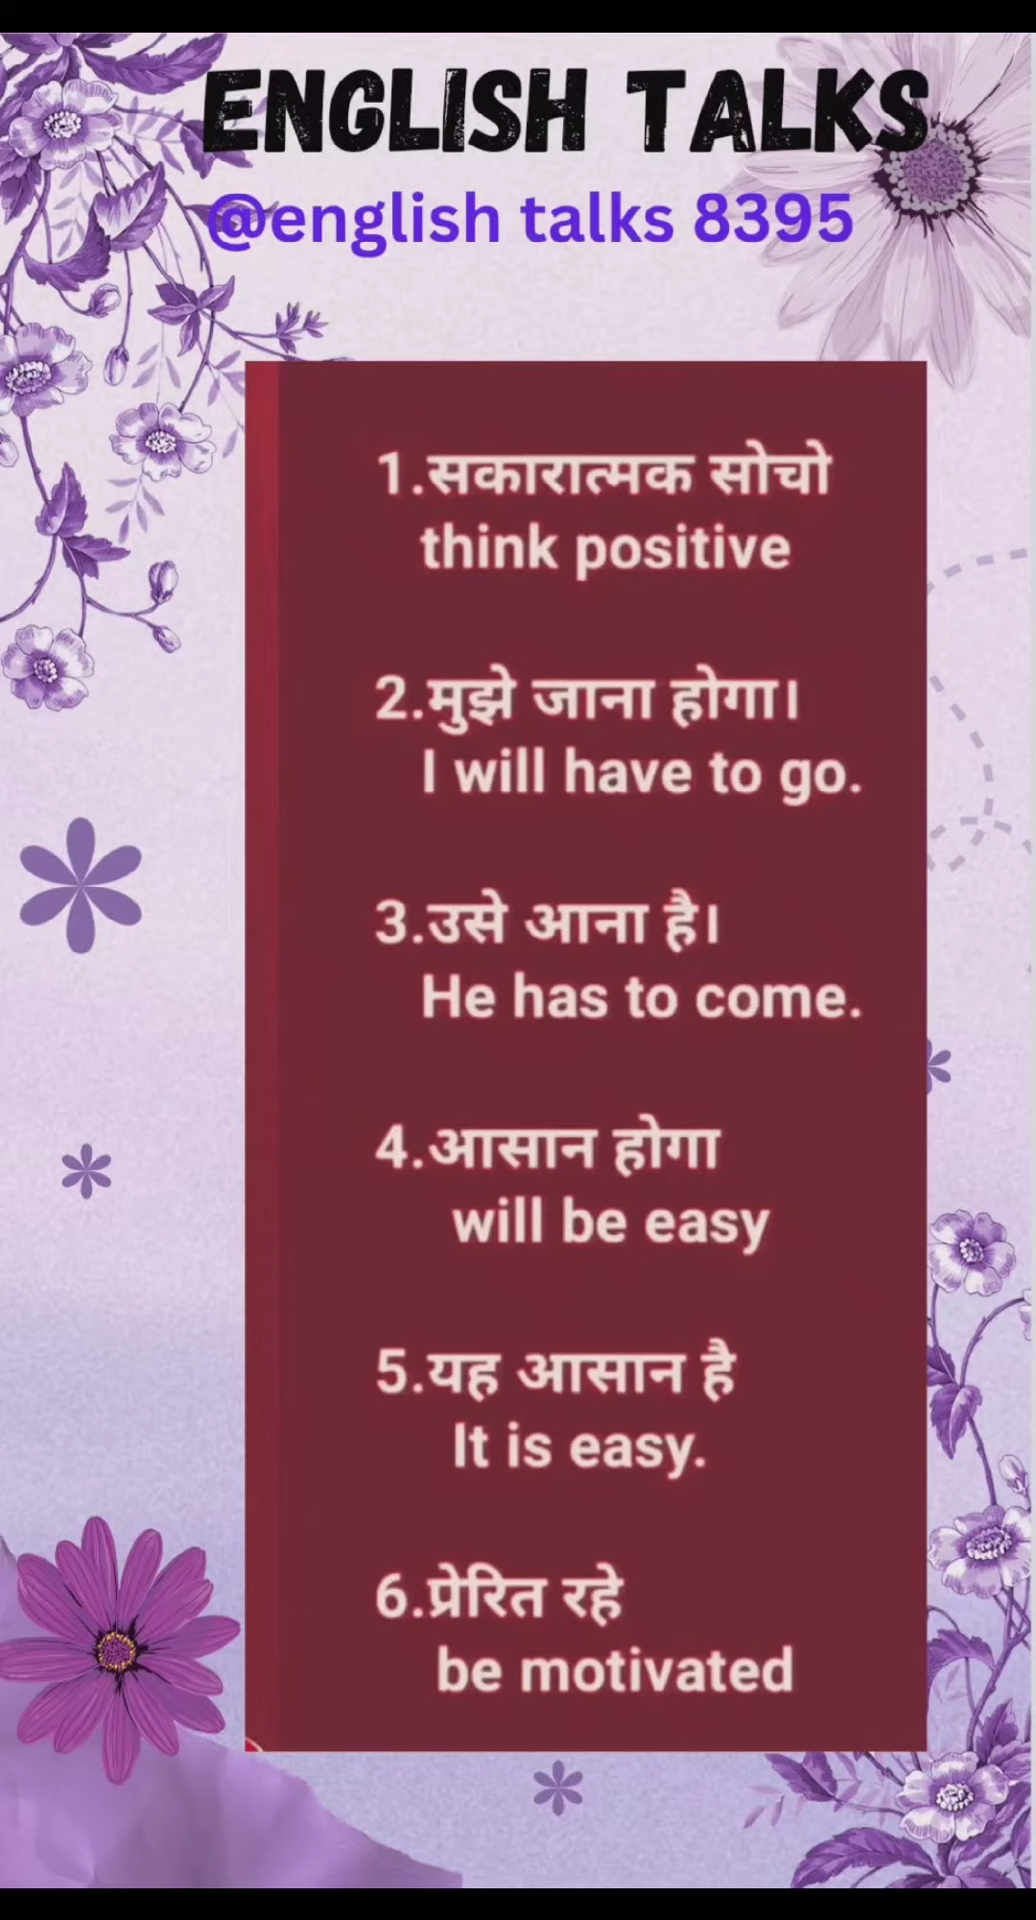 ENGLISH TALKS
@english talks 8395
1.सकारात्मक सोचो
think positive
2.मुझे जाना होगा।
I will have to go.
3.उसे आना है।
He has to come.
4.आसान होगा
will be easy
5.यह आसान है
It is easy.
6.प्रेरित रहे
be motivated